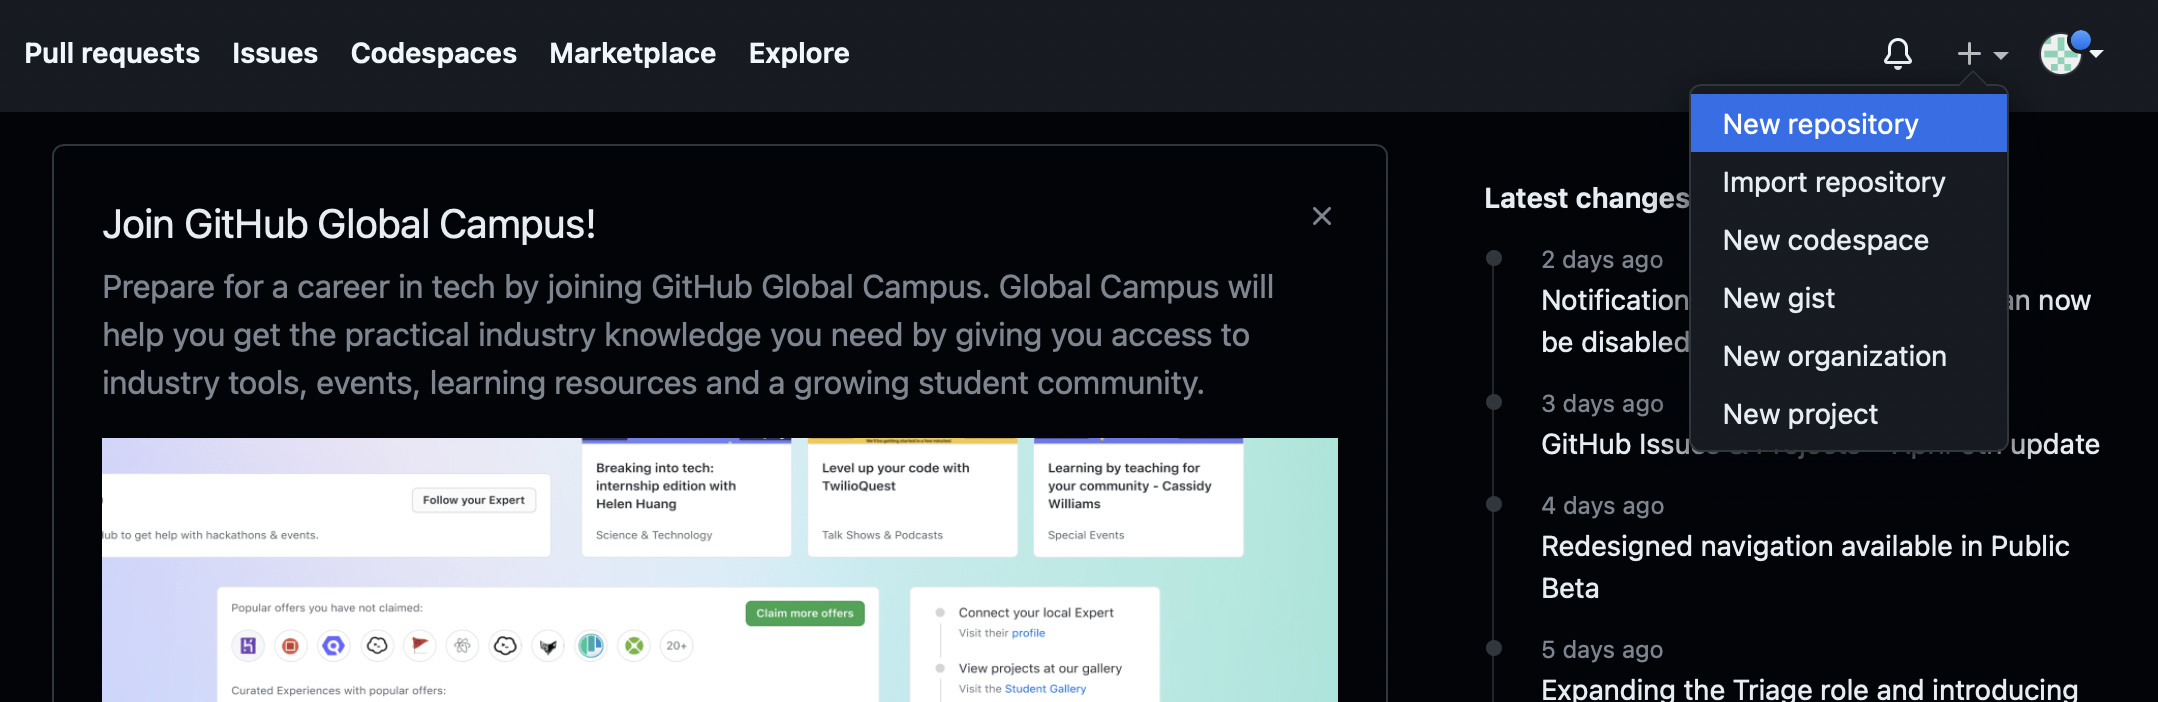 Pull requests Issues Codespaces Marketplace Explore
New repository
Import repository
New codespace
New gist
New organization
New project
Join GitHub Global Campus!
Prepare for a career in tech by joining GitHub Global Campus. Global Campus will
help you get the practical industry knowledge you need by giving you access to
industry tools, events, learning resources and a growing student community.
Follow your Expert
to get help with hackathons & events.
Breaking into tech:
internship edition with
Helen Huang
Science & Technology
Level up your code with
TwilioQuest
Talk Shows & Podcasts
Learning by teaching for
your community - Cassidy
Williams
Special Events
Popular offers you have not claimed:
Claim more offers
20+
Curated Experiences with popular offers:
Connect your local Expert
Visit their profile
View projects at our gallery
Visit the Student Gallery
Latest changes
2 days ago
Notification now
be disabled
3 days ago
GitHub Issues & Projects update
4 days ago
Redesigned navigation available in Public
Beta
5 days ago
Expanding the Triage role and introducing